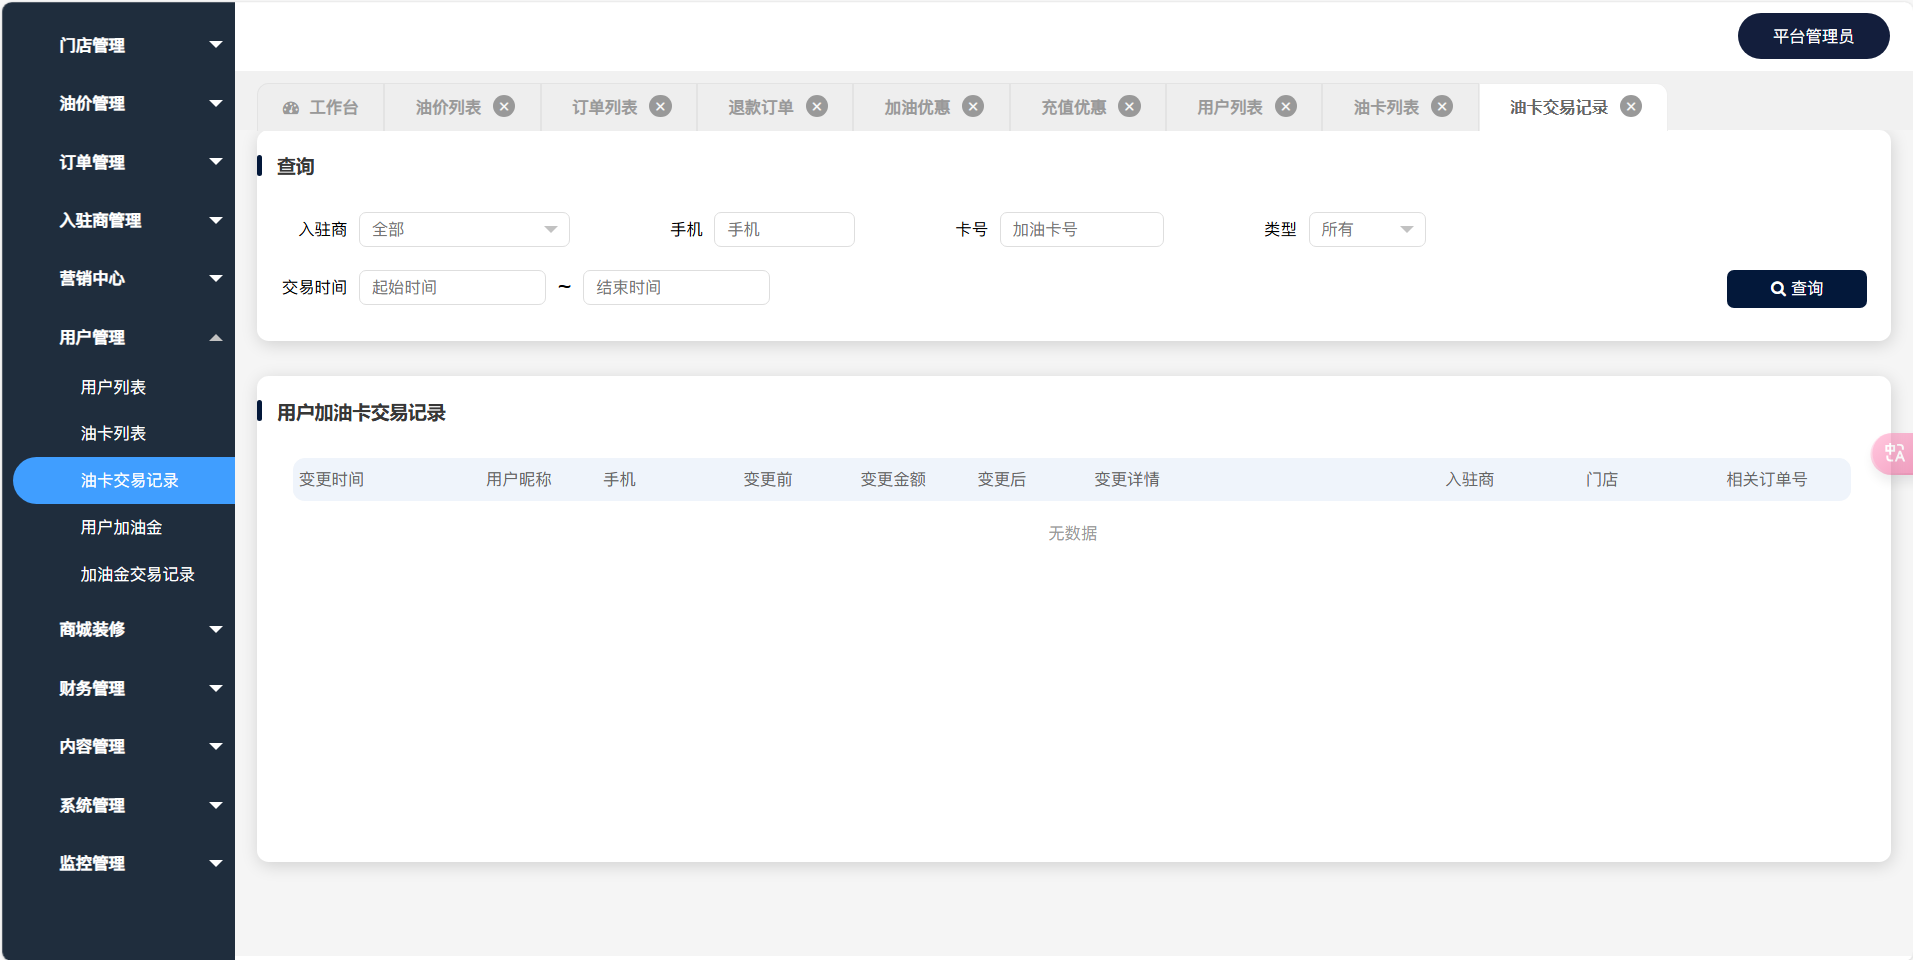 平台管理员
门店管理
油价管理
订单管理
入驻商管理
营销中心
用户管理
用户列表
油卡列表
油卡交易记录
用户加油金
加油金交易记录
商城装修
财务管理
内容管理
系统管理
监控管理
工作台 油价列表 订单列表 退款订单 加油优惠 充值优惠 用户列表 油卡列表 油卡交易记录
查询
入驻商 全部 手机 手机 卡号 加油卡号 类型 所有
交易时间 起始时间 ~ 结束时间 查询
用户加油卡交易记录
变更时间 用户昵称 手机 变更前 变更金额 变更后 变更详情 入驻商 门店 相关订单号
无数据
中A